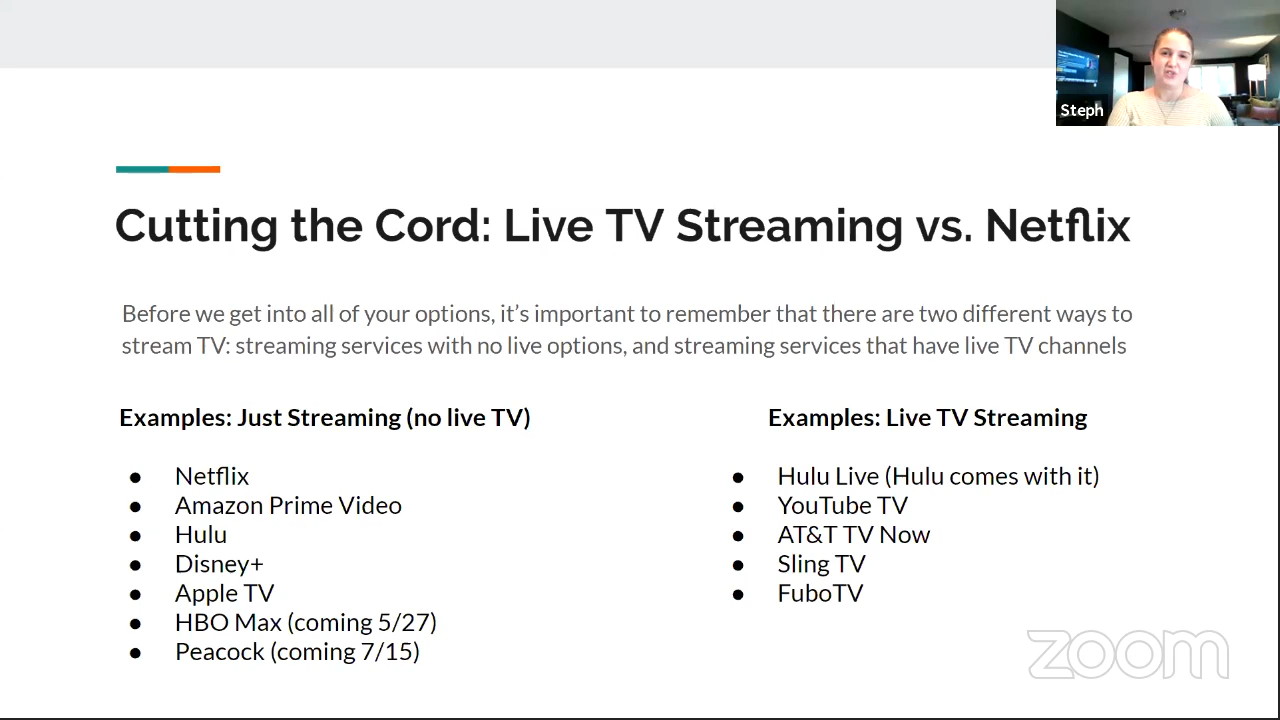 Steph
Cutting the Cord: Live TV Streaming vs. Netflix
Before we get into all of your options, it’s important to remember that there are two different ways to
stream TV: streaming services with no live options, and streaming services that have live TV channels
Examples: Just Streaming (no live TV)
● Netflix
● Amazon Prime Video
● Hulu
● Disney+
● Apple TV
● HBO Max (coming 5/27)
● Peacock (coming 7/15)
Examples: Live TV Streaming
● Hulu Live (Hulu comes with it)
● YouTube TV
● AT&T TV Now
● Sling TV
● FuboTV
zoom